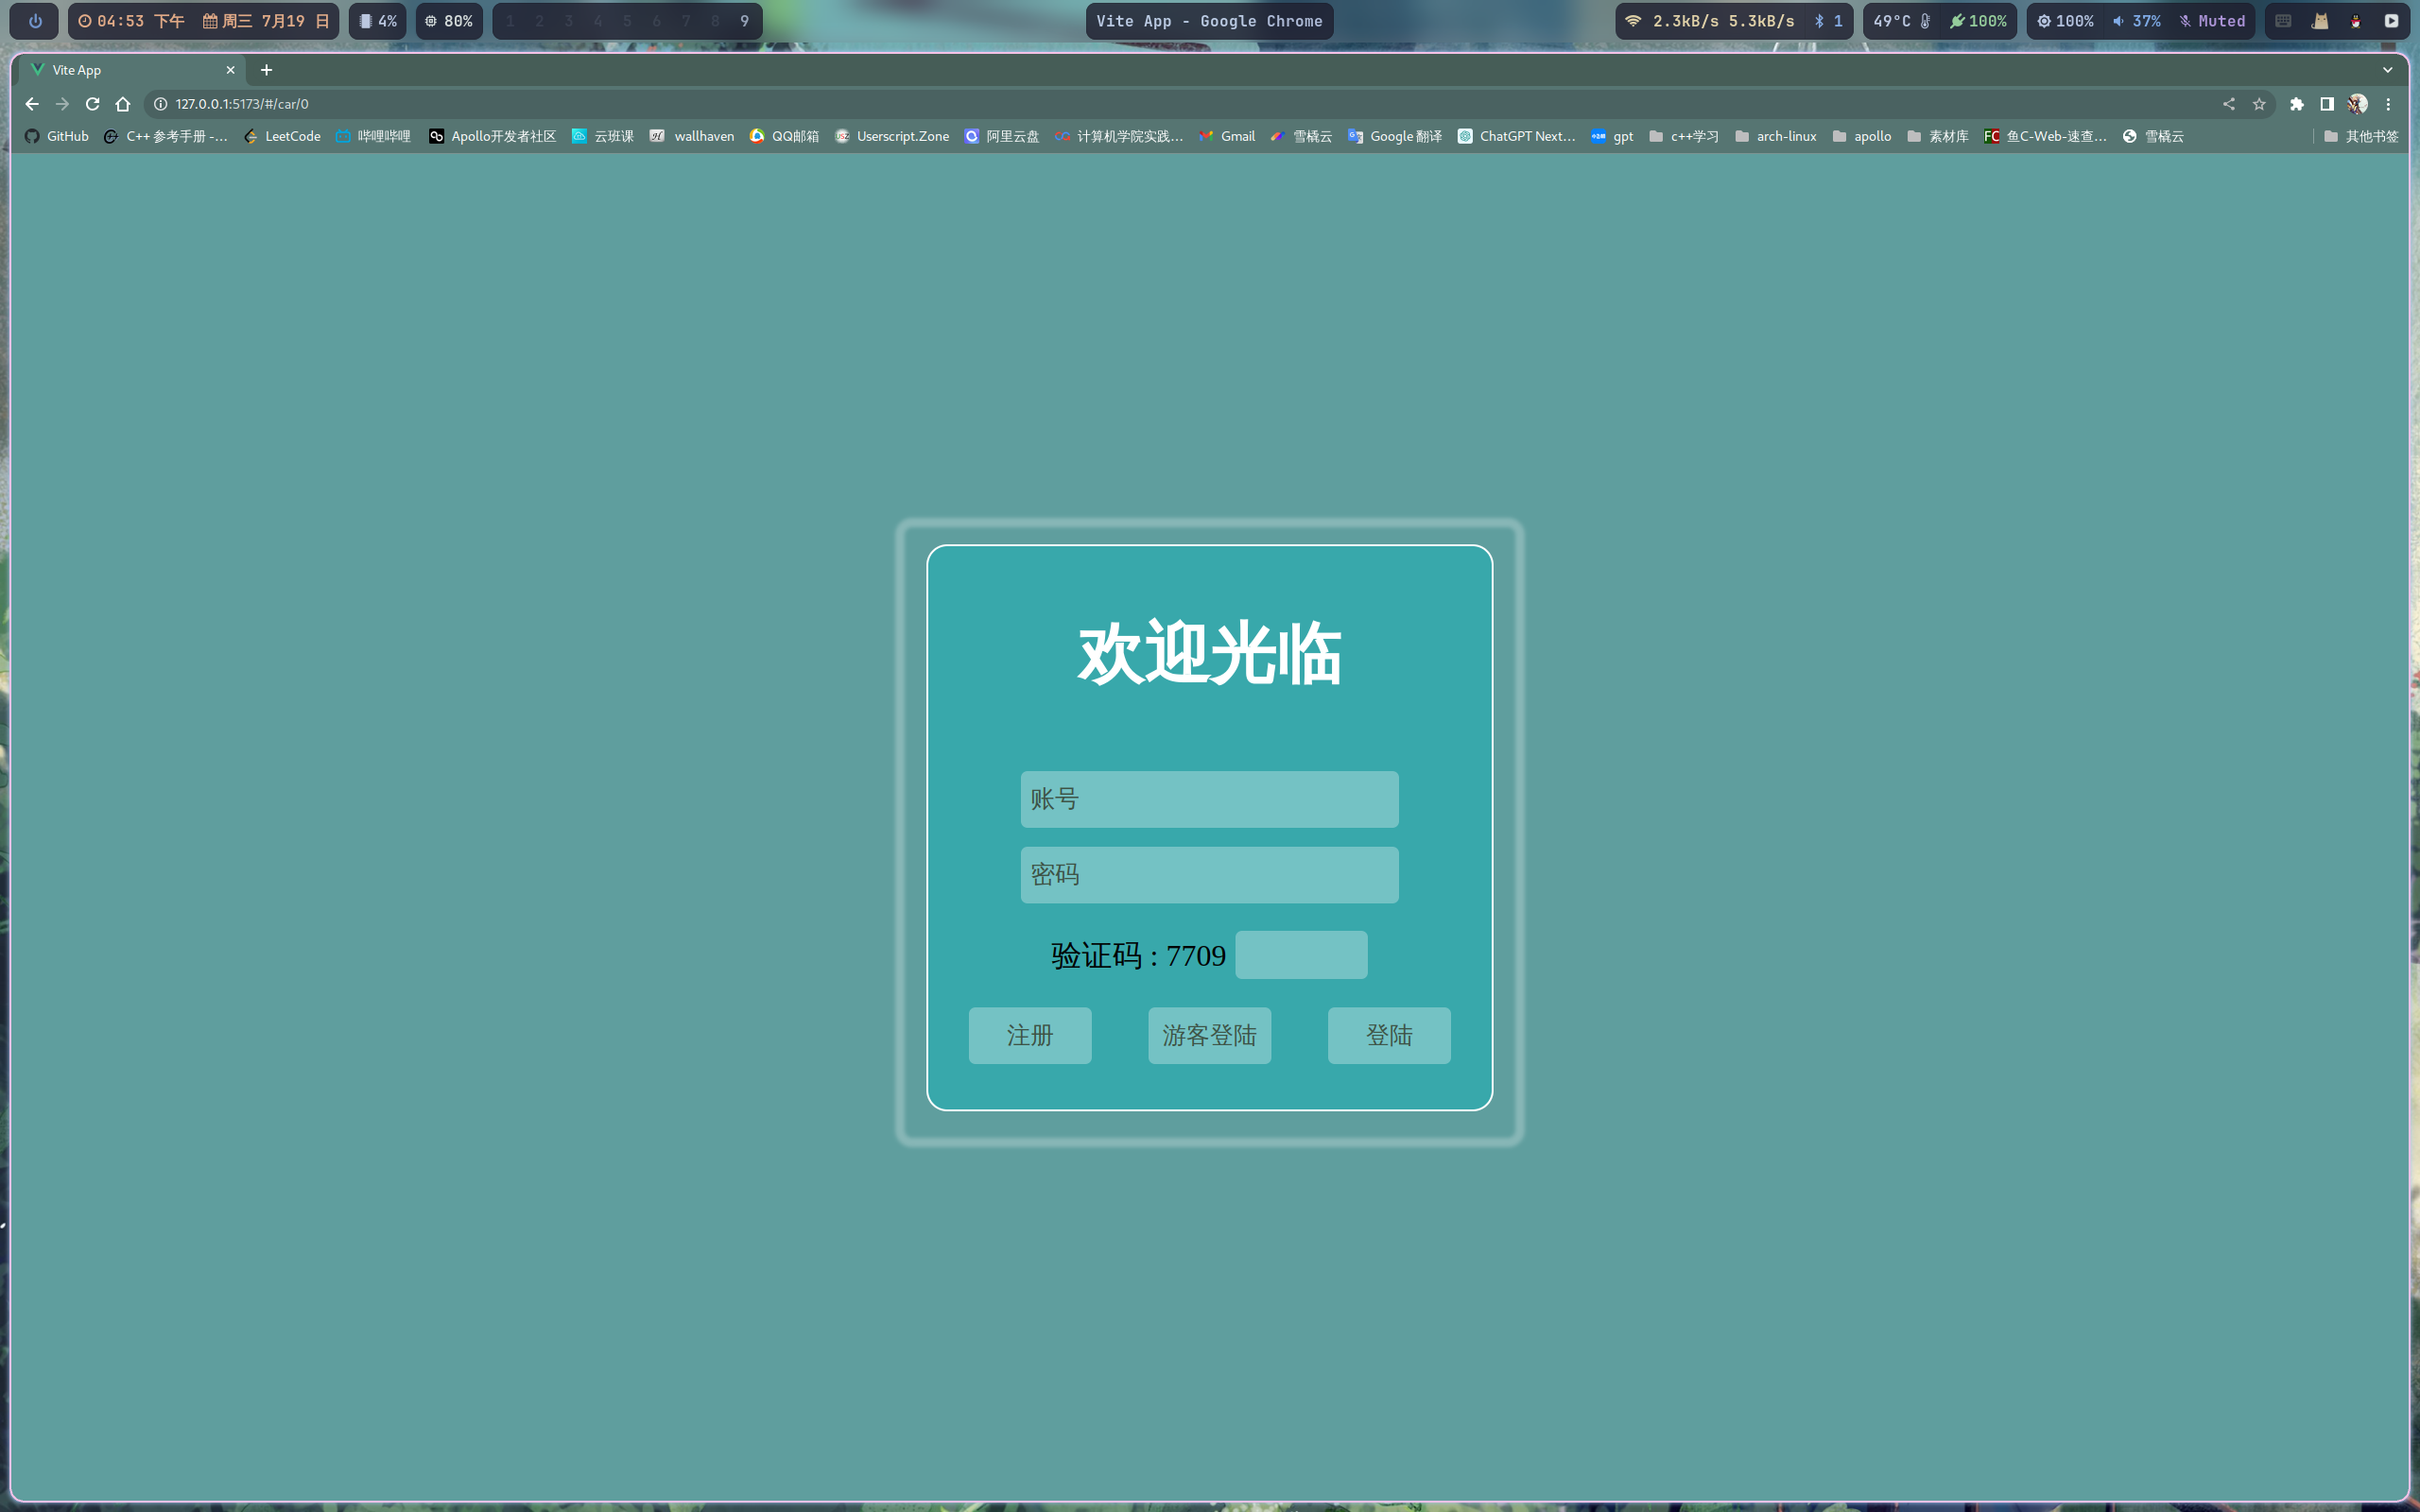 04:53 下午 周三 7月19 日 4% 80% 1 2 3 4 5 6 7 8 9 Vite App - Google Chrome 2.3kB/s 5.3kB/s 1 49°C 100% 100% 37% Muted
Vite App
127.0.0.1:5173/#/car/0
GitHub C++ 参考手册 -... LeetCode 哔哩哔哩 Apollo开发者社区 云班课 wallhaven QQ邮箱 Userscript.Zone 阿里云盘 计算机学院实践... Gmail 雪橇云 Google 翻译 ChatGPT Next... gpt c++学习 arch-linux apollo 素材库 鱼C-Web-速查... 雪橇云 其他书签
欢迎光临
账号
密码
验证码 : 7709
注册 游客登陆 登陆